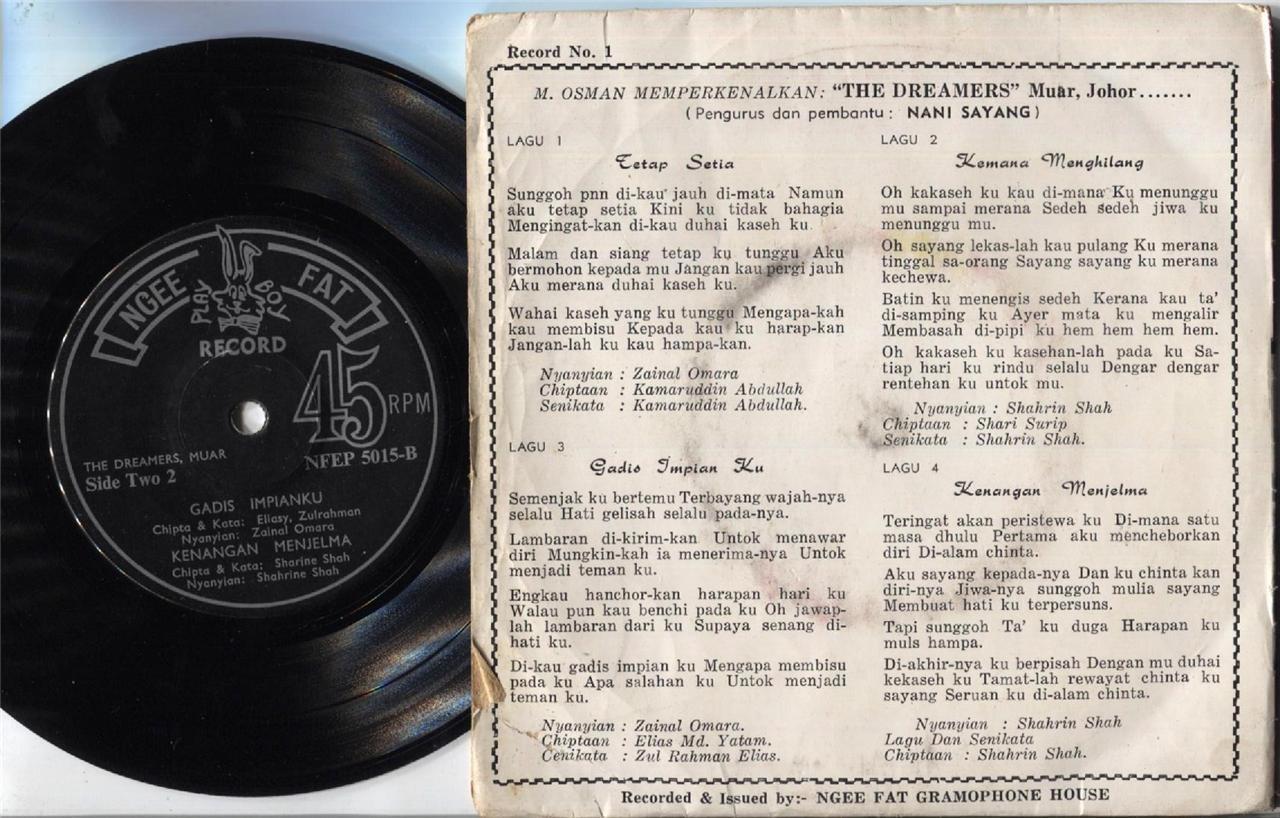 NGEE FAT
PLAY BOY
RECORD
45 RPM
NFEP 5015-B
THE DREAMERS, MUAR
Side Two 2
GADIS IMPIANKU
Chipta & Kata: Eliasy, Zulrahman
Nyanyian: Zainal Omara
KENANGAN MENJELMA
Chipta & Kata: Sharine Shah
Nyanyian: Shahrine Shah
Record No. 1
M. OSMAN MEMPERKENALKAN: "THE DREAMERS" Muar, Johor.......
(Pengurus dan pembantu: NANI SAYANG)
LAGU 1
Tetap Setia
Sunggoh pnn di-kau jauh di-mata Namun
aku tetap setia Kini ku tidak bahagia
Mengingat-kan di-kau duhai kaseh ku
Malam dan siang tetap ku tunggu Aku
bermohon kepada mu Jangan kau pergi jauh
Aku merana duhai kaseh ku.
Wahai kaseh yang ku tunggu Mengapa-kah
kau membisu Kepada kau ku harap-kan
Jangan-lah ku kau hampa-kan.
Nyanyian : Zainal Omara
Chiptaan : Kamaruddin Abdullah
Senikata : Kamaruddin Abdullah.
LAGU 2
Kemana Menghilang
Oh kakaseh ku kau di-mana Ku menunggu
mu sampai merana Sedeh sedeh jiwa ku
menunggu mu.
Oh sayang lekas-lah kau pulang Ku merana
tinggal sa-orang Sayang sayang ku merana
kechewa.
Batin ku menengis sedeh Kerana kau ta'
di-samping ku Ayer mata ku mengalir
Membasah di-pipi ku hem hem hem hem.
Oh kakaseh ku kasehan-lah pada ku Sa-
tiap hari ku rindu selalu Dengar dengar
rentehan ku untok mu.
Nyanyian : Shahrin Shah
Chiptaan : Shari Surip
Senikata : Shahrin Shah.
LAGU 3
Gadis Impian Ku
Semenjak ku bertemu Terbayang wajah-nya
selalu Hati gelisah selalu pada-nya.
Lambaran di-kirim-kan Untok menawar
diri Mungkin-kah ia menerima-nya Untok
menjadi teman ku.
Engkau hanchor-kan harapan hari ku
Walau pun kau benchi pada ku Oh jawap-
lah lambaran dari ku Supaya senang di-
hati ku.
Di-kau gadis impian ku Mengapa membisu
pada ku Apa salahan ku Untok menjadi
teman ku.
Nyanyian : Zainal Omara.
Chiptaan : Elias Md. Yatam.
Cenikata : Zul Rahman Elias.
LAGU 4
Kenangan Menjelma
Teringat akan peristewa ku Di-mana satu
masa dhulu Pertama aku mencheborkan
diri Di-alam chinta.
Aku sayang kepada-nya Dan ku chinta kan
diri-nya Jiwa-nya sunggoh mulia sayang
Membuat hati ku terpersuns.
Tapi sunggoh Ta' ku duga Harapan ku
muls hampa.
Di-akhir-nya ku berpisah Dengan mu duhai
kekaseh ku Tamat-lah rewayat chinta ku
sayang Seruan ku di-alam chinta.
Nyanyian : Shahrin Shah
Lagu Dan Senikata
Chiptaan : Shahrin Shah.
Recorded & Issued by:- NGEE FAT GRAMOPHONE HOUSE